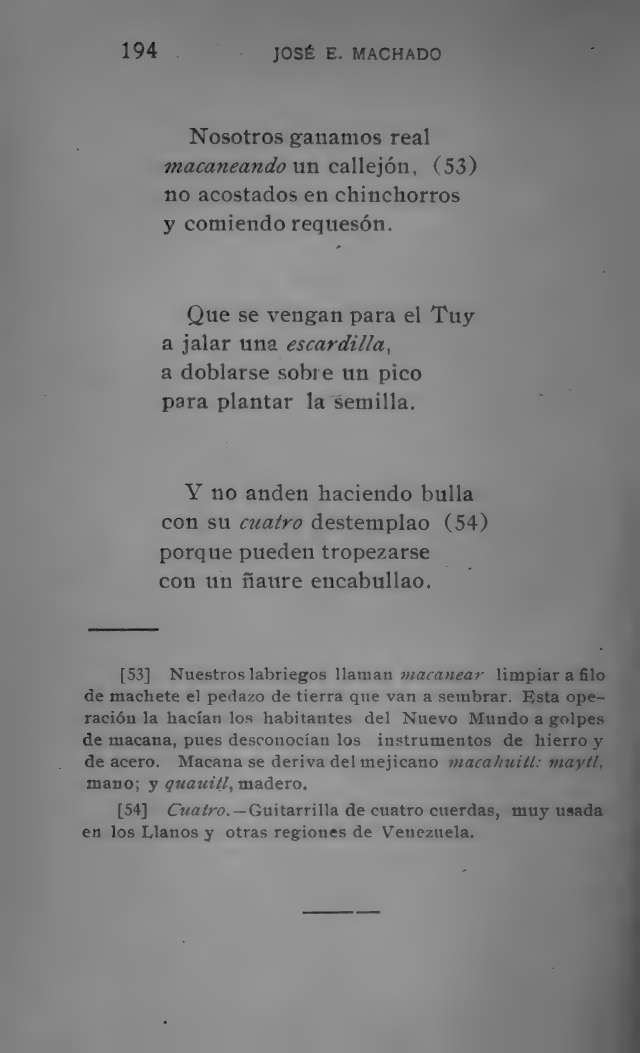 194 JOSÉ E. MACHADO
Nosotros ganamos real
macaneando un callejón, (53)
no acostados en chinchorros
y comiendo requesón.
Que se vengan para el Tuy
a jalar una escardilla,
a doblarse sobre un pico
para plantar la semilla.
Y no anden haciendo bulla
con su cuatro destemplao (54)
porque pueden tropezarse
con un ñaure encabullao.
[53] Nuestros labriegos llaman macanear limpiar a filo
de machete el pedazo de tierra que van a sembrar. Esta ope-
ración la hacían los habitantes del Nuevo Mundo a golpes
de macana, pues desconocían los instrumentos de hierro y
de acero. Macana se deriva del mejicano macahuitl: maytl,
mano; y quauitl, madero.
[54] Cuatro.—Guitarrilla de cuatro cuerdas, muy usada
en los Llanos y otras regiones de Venezuela.